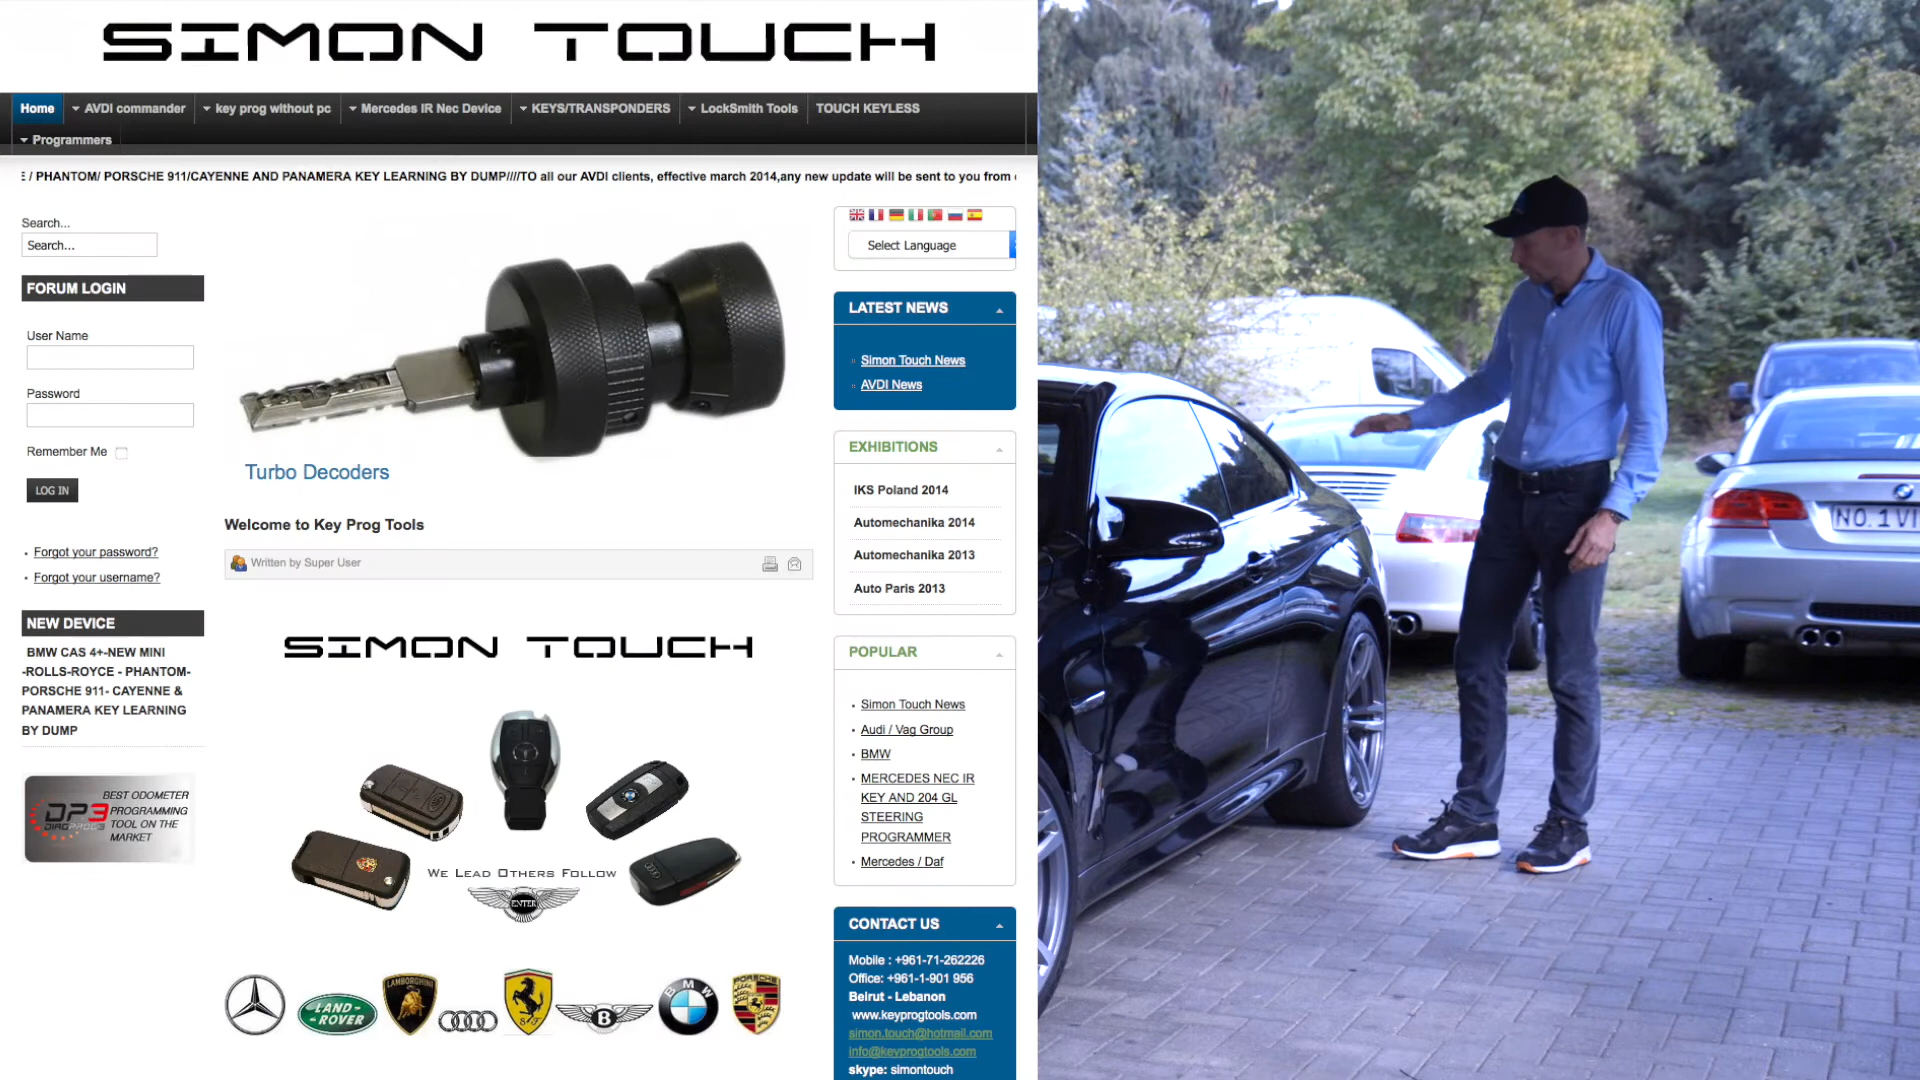 SIMON TOUCH
Home
AVDI commander
key prog without pc
Mercedes IR Nec Device
KEYS/TRANSPONDERS
LockSmith Tools
TOUCH KEYLESS
Programmers
/ PHANTOM/ PORSCHE 911/CAYENNE AND PANAMERA KEY LEARNING BY DUMP////TO all our AVDI clients, effective march 2014,any new update will be sent to you from
Search...
Search...
FORUM LOGIN
User Name
Password
Remember Me
LOG IN
Forgot your password?
Forgot your username?
NEW DEVICE
BMW CAS 4+-NEW MINI
-ROLLS-ROYCE - PHANTOM-
PORSCHE 911- CAYENNE &
PANAMERA KEY LEARNING
BY DUMP
DP3
DIAGPROG3
BEST ODOMETER
PROGRAMMING
TOOL ON THE
MARKET
Turbo Decoders
Welcome to Key Prog Tools
Written by Super User
SIMON TOUCH
WE LEAD OTHERS FOLLOW
ENTER
LAND-
ROVER
LAMBORGHINI
S F
B
BMW
PORSCHE
Select Language
LATEST NEWS
Simon Touch News
AVDI News
EXHIBITIONS
IKS Poland 2014
Automechanika 2014
Automechanika 2013
Auto Paris 2013
POPULAR
Simon Touch News
Audi / Vag Group
BMW
MERCEDES NEC IR
KEY AND 204 GL
STEERING
PROGRAMMER
Mercedes / Daf
CONTACT US
Mobile : +961-71-262226
Office: +961-1-901 956
Beirut - Lebanon
www.keyprogtools.com
simon.touch@hotmail.com
info@keyprogtools.com
skype: simontouch
NO.1 VI